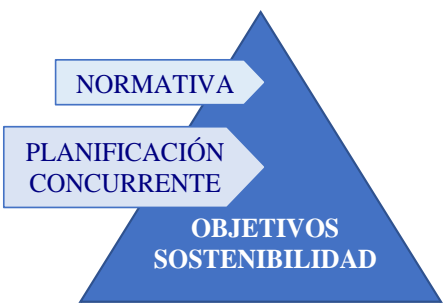 NORMATIVA
PLANIFICACIÓN
CONCURRENTE
OBJETIVOS
SOSTENIBILIDAD